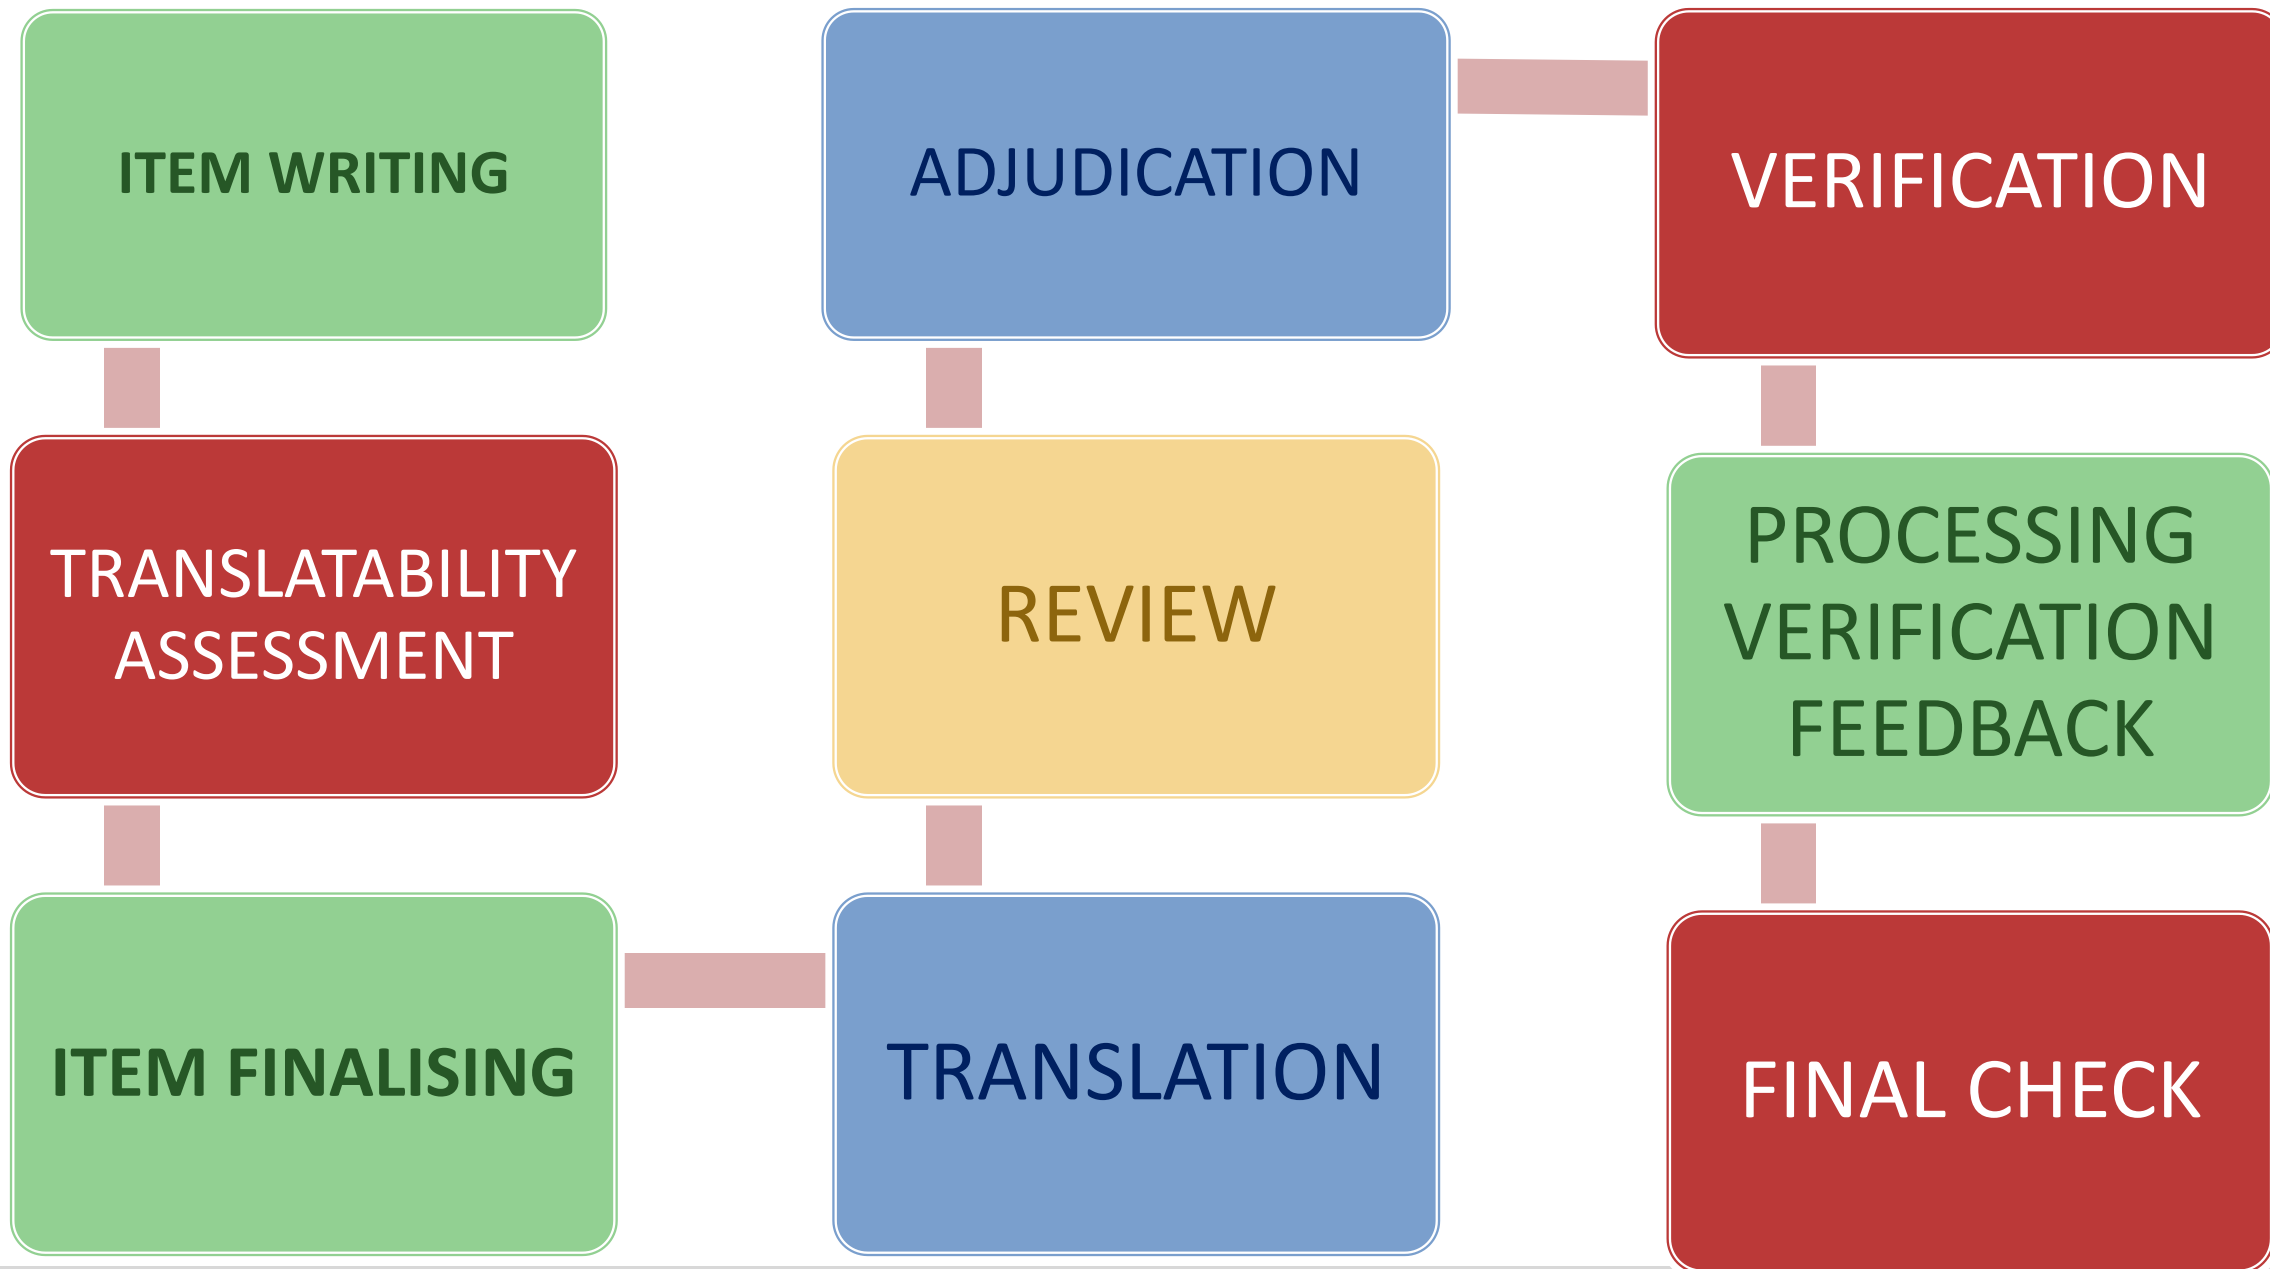 ITEM WRITING
TRANSLATABILITY
ASSESSMENT
ITEM FINALISING
TRANSLATION
REVIEW
ADJUDICATION
VERIFICATION
PROCESSING
VERIFICATION
FEEDBACK
FINAL CHECK